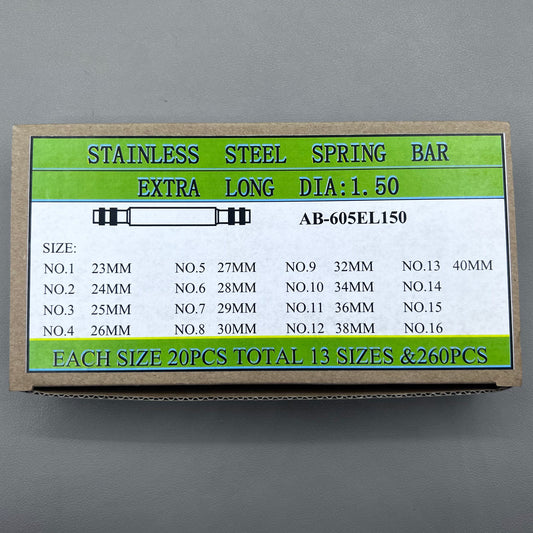 STAINLESS STEEL SPRING BAR
EXTRA LONG DIA:1.50
AB-605EL150
SIZE:
NO.1 23MM NO.5 27MM NO.9 32MM NO.13 40MM
NO.2 24MM NO.6 28MM NO.10 34MM NO.14
NO.3 25MM NO.7 29MM NO.11 36MM NO.15
NO.4 26MM NO.8 30MM NO.12 38MM NO.16
EACH SIZE 20PCS TOTAL 13 SIZES &260PCS